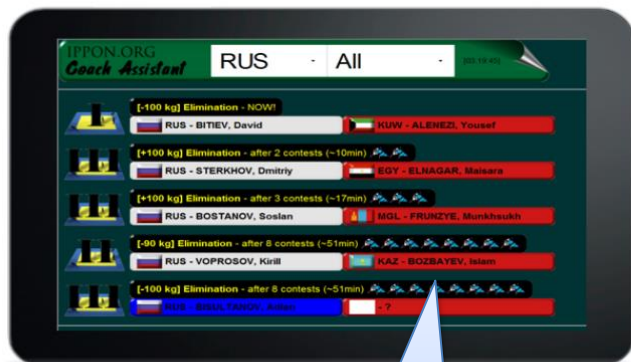 IPPON.ORG
Coach Assistant
RUS
All
[-100 kg] Elimination - NOW!
RUS - BITIEV, David
KUW - ALENEZI, Yousef
[+100 kg] Elimination - after 2 contests (~10min)
RUS - STERKHOV, Dmitriy
EGY - ELNAGAR, Maisara
[+100 kg] Elimination - after 3 contests (~17min)
RUS - BOSTANOV, Soslan
MGL - FRUNZYE, Munkhsukh
[-90 kg] Elimination - after 8 contests (~51min)
RUS - VOPROSOV, Kirill
KAZ - BOZBAYEV, Islam
[-100 kg] Elimination - after 8 contests (~51min)
RUS - BISULTANOV, Adlan
- ?